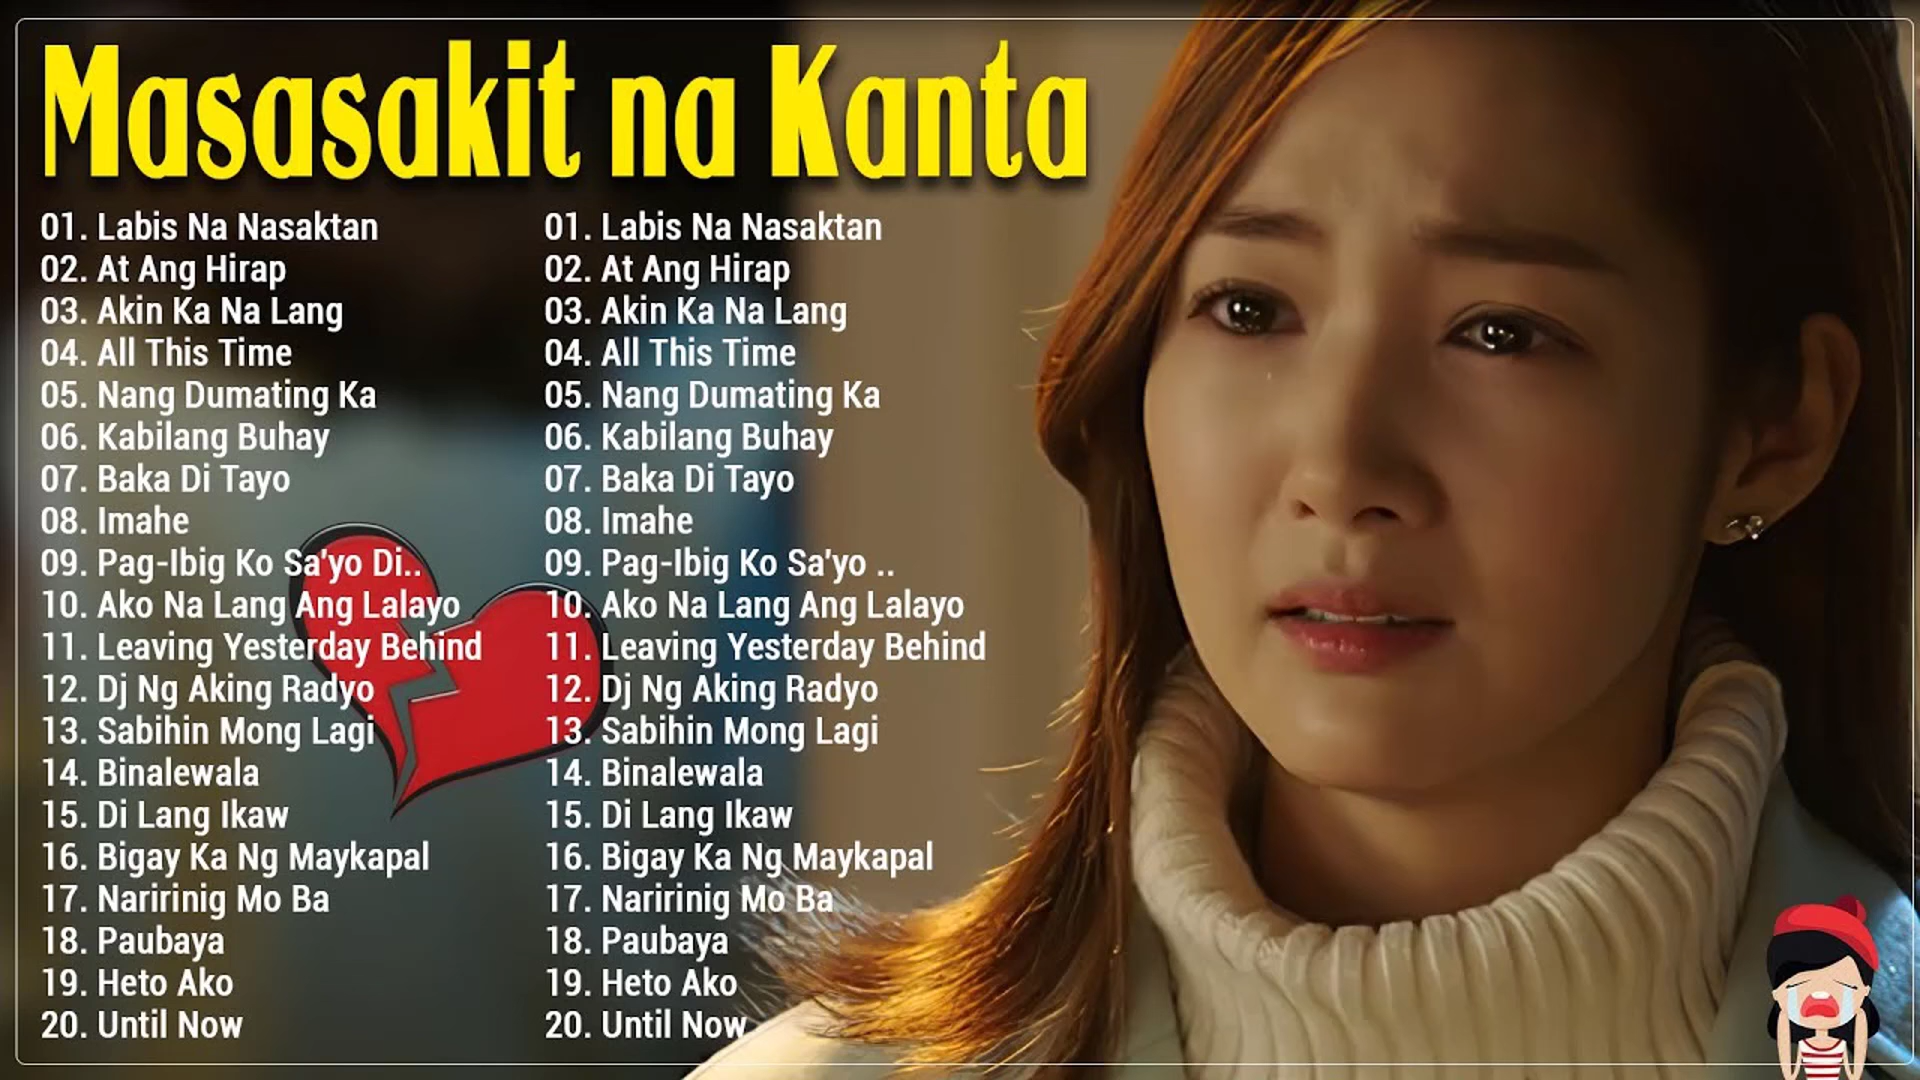 Masasakit na Kanta
01. Labis Na Nasaktan
02. At Ang Hirap
03. Akin Ka Na Lang
04. All This Time
05. Nang Dumating Ka
06. Kabilang Buhay
07. Baka Di Tayo
08. Imahe
09. Pag-Ibig Ko Sa'yo Di..
10. Ako Na Lang Ang Lalayo
11. Leaving Yesterday Behind
12. Dj Ng Aking Radyo
13. Sabihin Mong Lagi
14. Binalewala
15. Di Lang Ikaw
16. Bigay Ka Ng Maykapal
17. Naririnig Mo Ba
18. Paubaya
19. Heto Ako
20. Until Now
01. Labis Na Nasaktan
02. At Ang Hirap
03. Akin Ka Na Lang
04. All This Time
05. Nang Dumating Ka
06. Kabilang Buhay
07. Baka Di Tayo
08. Imahe
09. Pag-Ibig Ko Sa'yo ..
10. Ako Na Lang Ang Lalayo
11. Leaving Yesterday Behind
12. Dj Ng Aking Radyo
13. Sabihin Mong Lagi
14. Binalewala
15. Di Lang Ikaw
16. Bigay Ka Ng Maykapal
17. Naririnig Mo Ba
18. Paubaya
19. Heto Ako
20. Until Now